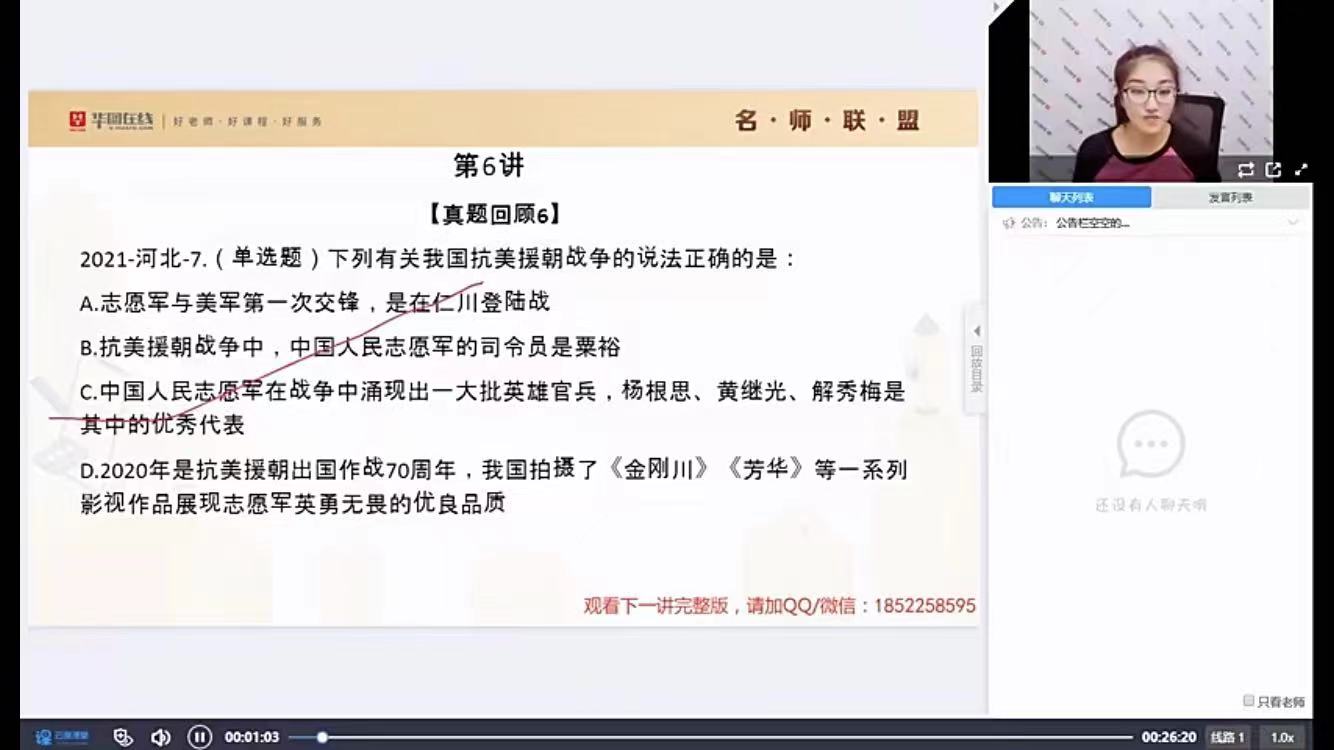 华图在线 | 好老师·好课程·好服务
名·师·联·盟
第6讲
【真题回顾6】
2021-河北-7.（单选题）下列有关我国抗美援朝战争的说法正确的是：
A.志愿军与美军第一次交锋，是在仁川登陆战
B.抗美援朝战争中，中国人民志愿军的司令员是粟裕
C.中国人民志愿军在战争中涌现出一大批英雄官兵，杨根思、黄继光、解秀梅是
其中的优秀代表
D.2020年是抗美援朝出国作战70周年，我国拍摄了《金刚川》《芳华》等一系列
影视作品展现志愿军英勇无畏的优良品质
观看下一讲完整版，请加QQ/微信：1852258595
聊天列表 发言列表
公告： 公告栏空空的...
回放目录
还没有人聊天哦
只看老师
00:01:03 00:26:20 线路 1 1.0x